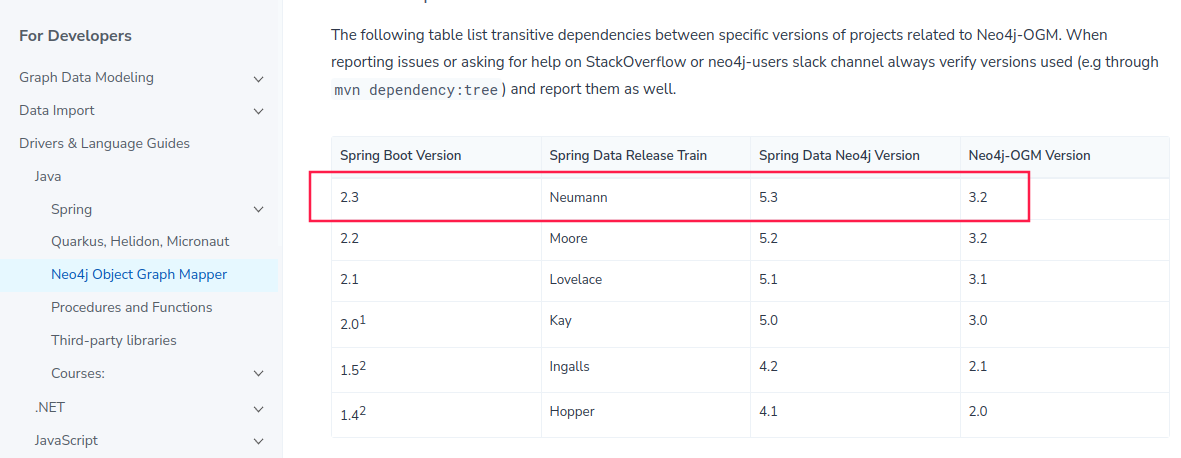 For Developers
Graph Data Modeling
Data Import
Drivers & Language Guides
Java
Spring
Quarkus, Helidon, Micronaut
Neo4j Object Graph Mapper
Procedures and Functions
Third-party libraries
Courses:
.NET
JavaScript
The following table list transitive dependencies between specific versions of projects related to Neo4j-OGM. When
reporting issues or asking for help on StackOverflow or neo4j-users slack channel always verify versions used (e.g through
mvn dependency:tree) and report them as well.
Spring Boot Version Spring Data Release Train Spring Data Neo4j Version Neo4j-OGM Version
2.3 Neumann 5.3 3.2
2.2 Moore 5.2 3.2
2.1 Lovelace 5.1 3.1
2.0¹ Kay 5.0 3.0
1.5² Ingalls 4.2 2.1
1.4² Hopper 4.1 2.0